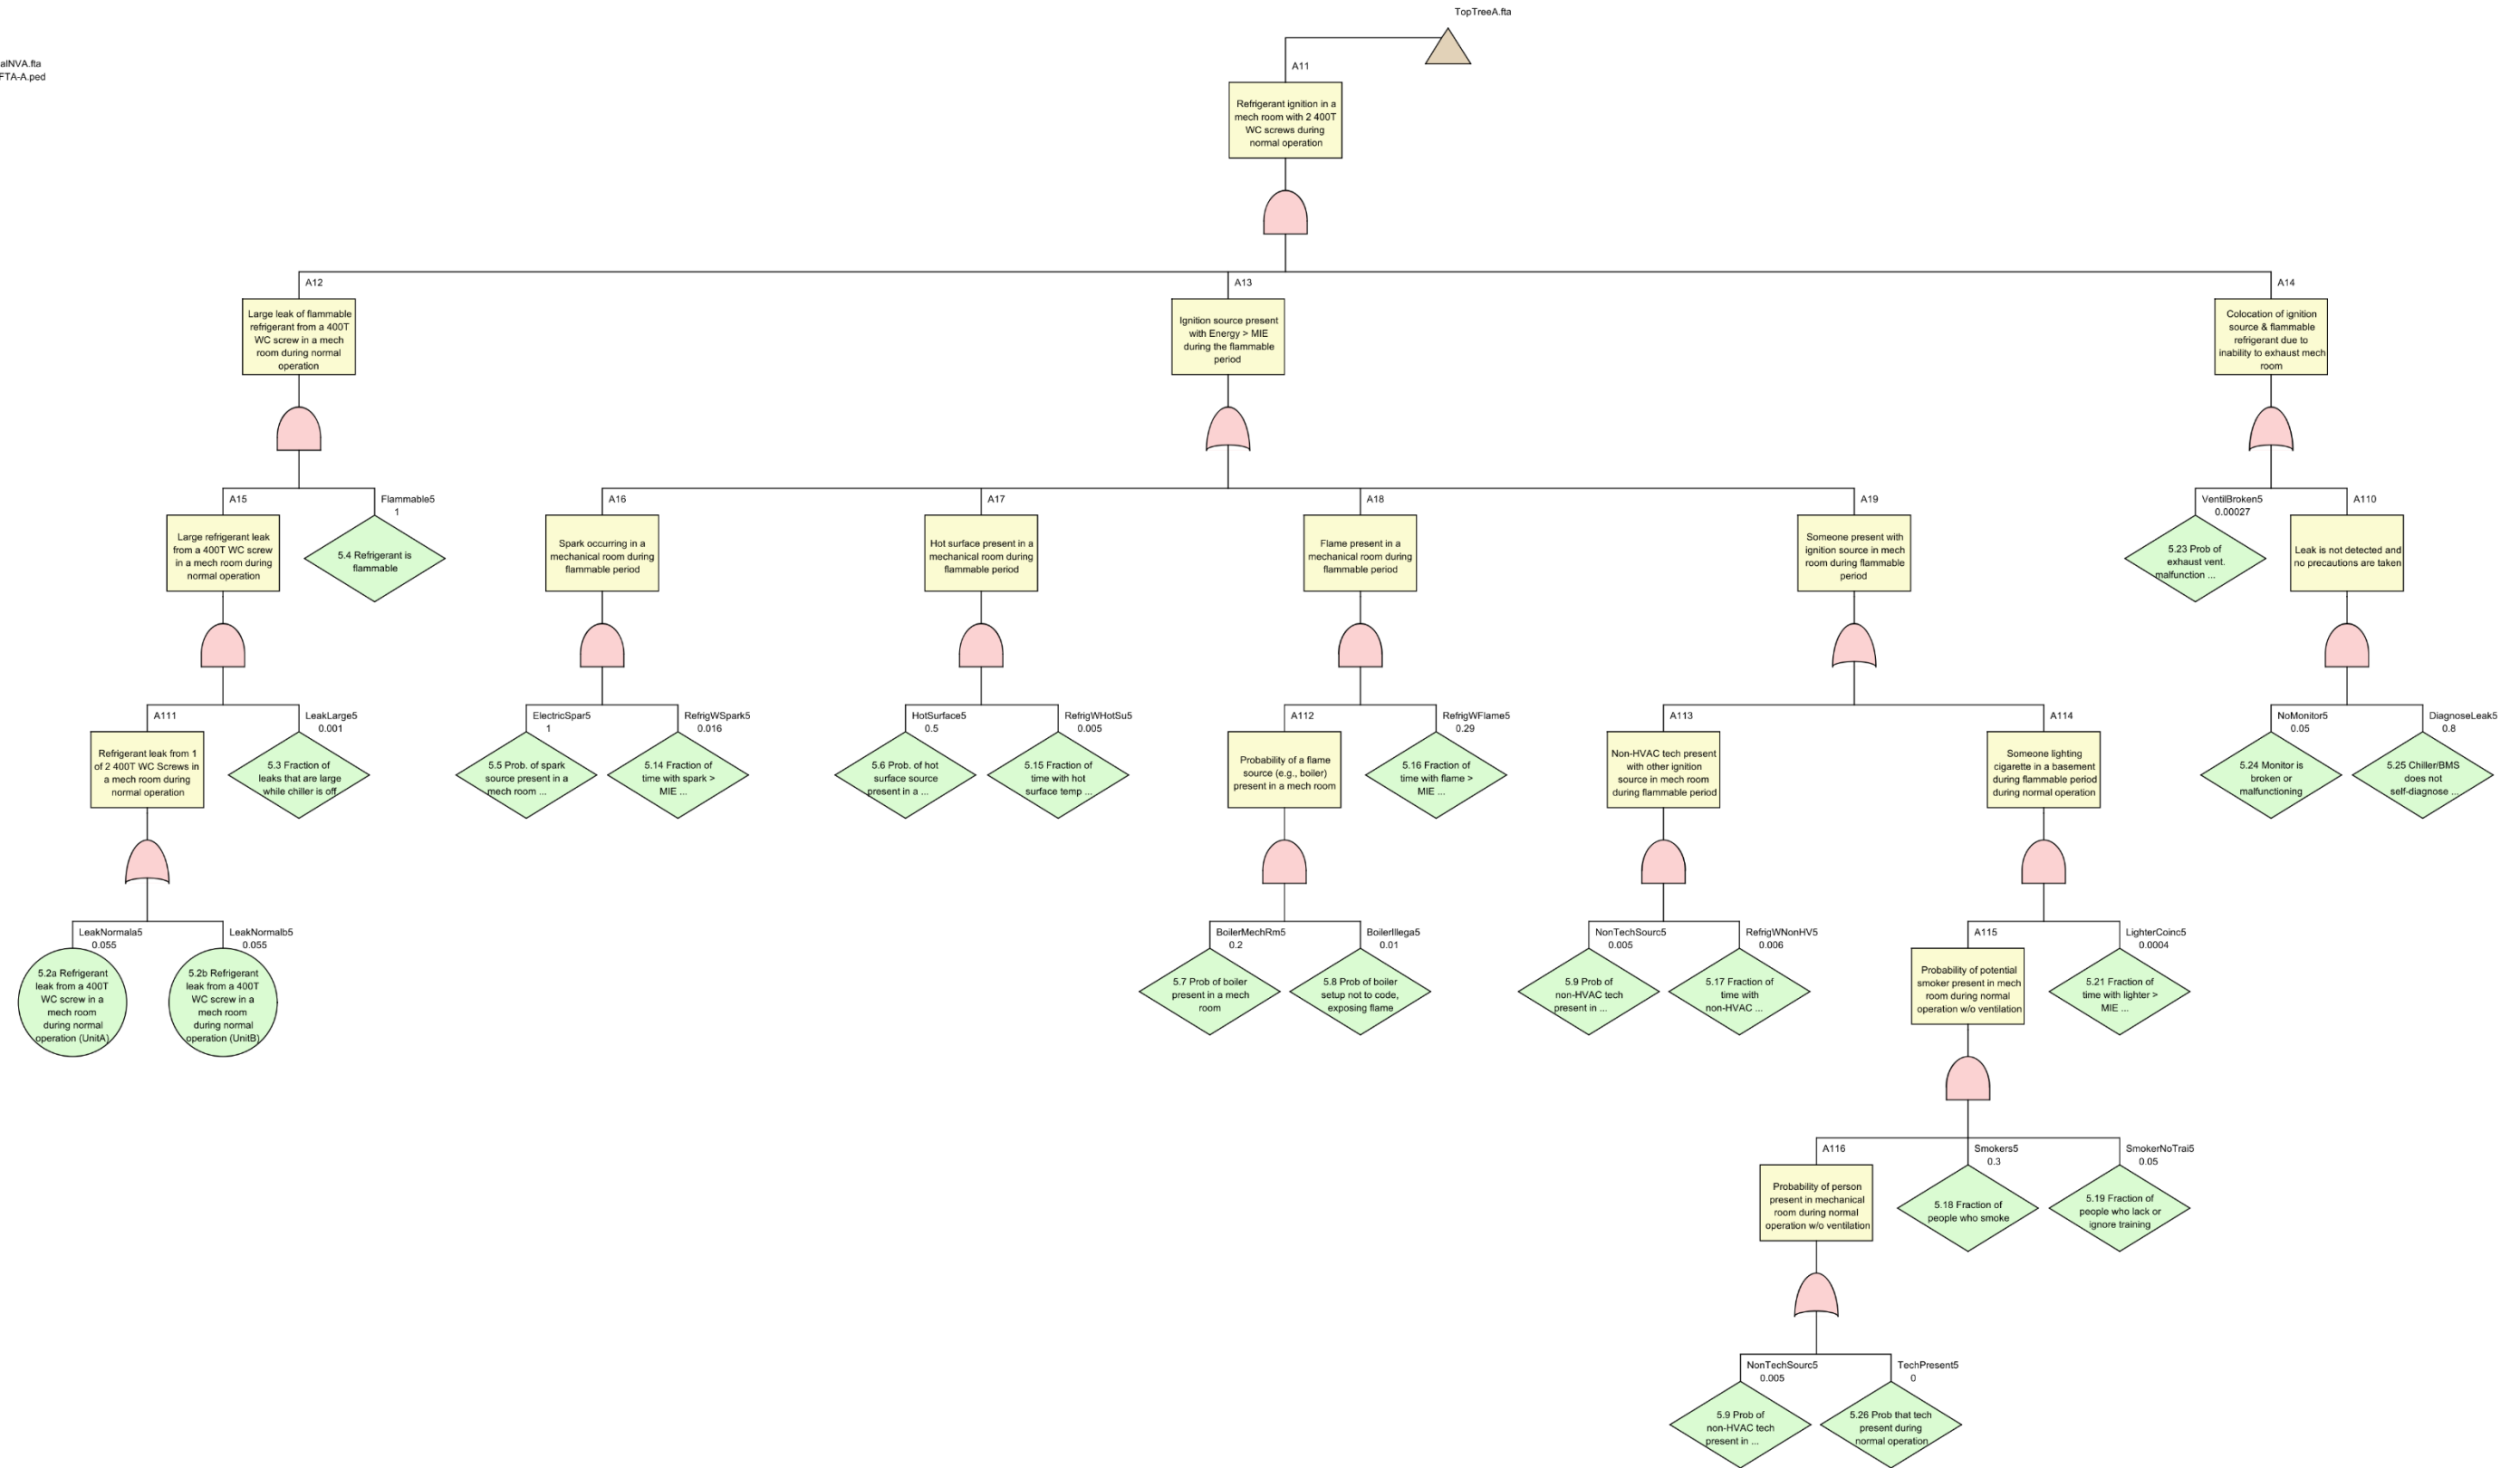 TopTreeA.fta
alNVA.fta
FTA-A.ped
A11
Refrigerant ignition in a
mech room with 2 400T
WC screws during
normal operation
A12
Large leak of flammable
refrigerant from a 400T
WC screw in a mech
room during normal
operation
A13
Ignition source present
with Energy > MIE
during the flammable
period
A14
Colocation of ignition
source & flammable
refrigerant due to
inability to exhaust mech
room
A15
Large refrigerant leak
from a 400T WC screw
in a mech room during
normal operation
Flammable5
1
5.4 Refrigerant is
flammable
A16
Spark occurring in a
mechanical room during
flammable period
A17
Hot surface present in a
mechanical room during
flammable period
A18
Flame present in a
mechanical room during
flammable period
A19
Someone present with
ignition source in mech
room during flammable
period
VentilBroken5
0.00027
5.23 Prob of
exhaust vent.
malfunction ...
A110
Leak is not detected and
no precautions are taken
A111
Refrigerant leak from 1
of 2 400T WC Screws in
a mech room during
normal operation
LeakLarge5
0.001
5.3 Fraction of
leaks that are large
while chiller is off
ElectricSpar5
1
5.5 Prob. of spark
source present in a
mech room ...
RefrigWSpark5
0.016
5.14 Fraction of
time with spark >
MIE ...
HotSurface5
0.5
5.6 Prob. of hot
surface source
present in a ...
RefrigWHotSu5
0.005
5.15 Fraction of
time with hot
surface temp ...
A112
Probability of a flame
source (e.g., boiler)
present in a mech room
RefrigWFlame5
0.29
5.16 Fraction of
time with flame >
MIE ...
A113
Non-HVAC tech present
with other ignition
source in mech room
during flammable period
A114
Someone lighting
cigarette in a basement
during flammable period
during normal operation
NoMonitor5
0.05
5.24 Monitor is
broken or
malfunctioning
DiagnoseLeak5
0.8
5.25 Chiller/BMS
does not
self-diagnose ...
LeakNormala5
0.055
5.2a Refrigerant
leak from a 400T
WC screw in a
mech room
during normal
operation (UnitA)
LeakNormalb5
0.055
5.2b Refrigerant
leak from a 400T
WC screw in a
mech room
during normal
operation (UnitB)
BoilerMechRm5
0.2
5.7 Prob of boiler
present in a mech
room
BoilerIllega5
0.01
5.8 Prob of boiler
setup not to code,
exposing flame
NonTechSourc5
0.005
5.9 Prob of
non-HVAC tech
present in ...
RefrigWNonHV5
0.006
5.17 Fraction of
time with
non-HVAC ...
A115
Probability of potential
smoker present in mech
room during normal
operation w/o ventilation
LighterCoinc5
0.0004
5.21 Fraction of
time with lighter >
MIE ...
A116
Probability of person
present in mechanical
room during normal
operation w/o ventilation
Smokers5
0.3
5.18 Fraction of
people who smoke
SmokerNoTrai5
0.05
5.19 Fraction of
people who lack or
ignore training
NonTechSourc5
0.005
5.9 Prob of
non-HVAC tech
present in ...
TechPresent5
0
5.26 Prob that tech
present during
normal operation